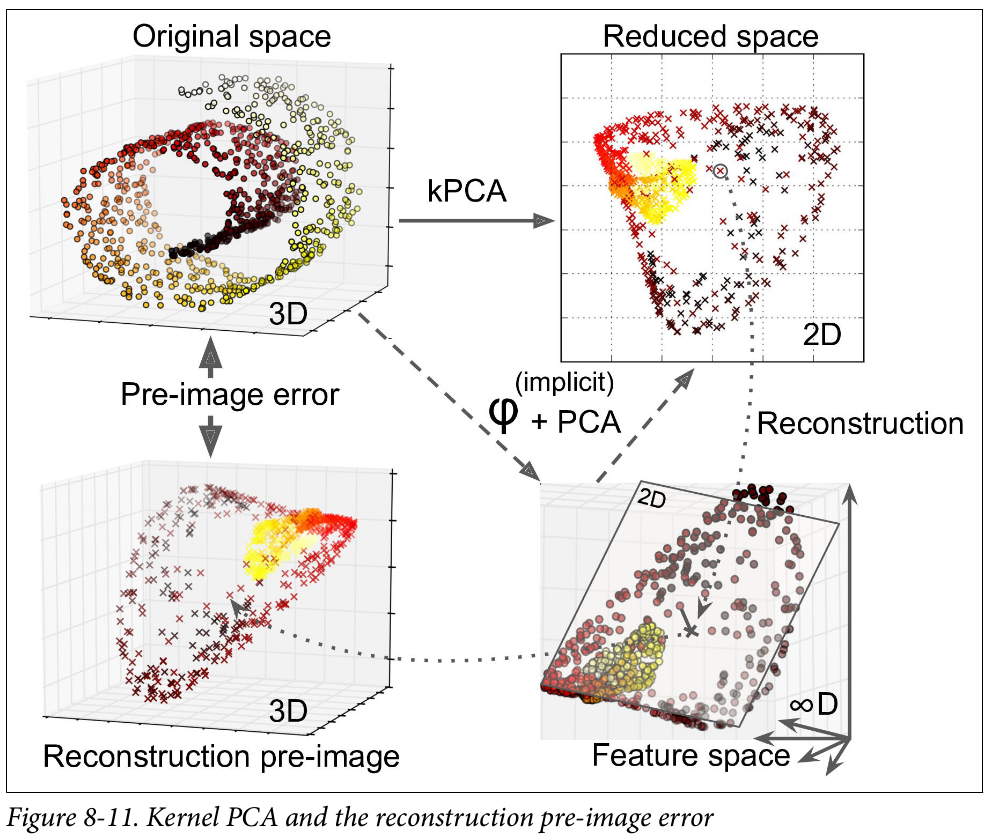 Original space
Reduced space
kPCA
3D
2D
(implicit)
φ + PCA
Pre-image error
Reconstruction
2D
3D
∞D
Reconstruction pre-image
Feature space
Figure 8-11. Kernel PCA and the reconstruction pre-image error